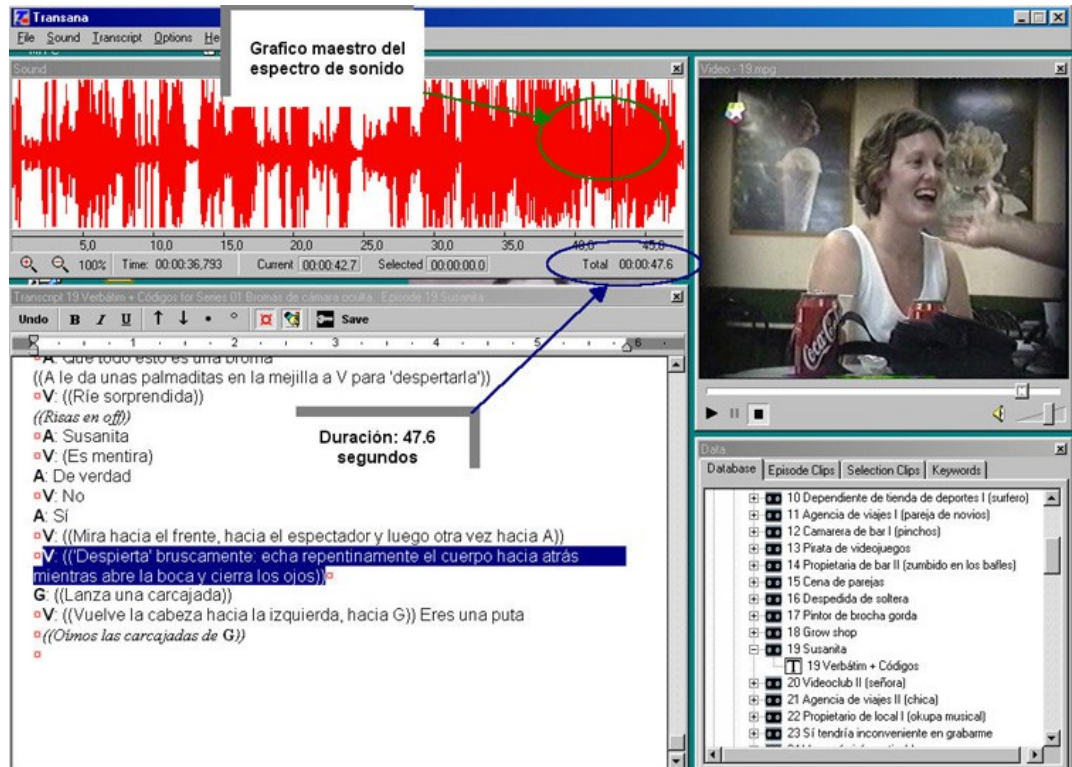 Transana
File Sound Transcript Options He
Grafico maestro del
espectro de sonido
Sound
5,0 10,0 15,0 20,0 25,0 30,0 35,0 40,0 45,0
100% Time: 00:00:36,793 Current 00:00:42.7 Selected 00:00:00.0 Total 00:00:47.6
Video - 19.mpg
Coca-Cola
Transcript 19 Verbátim + Códigos for Series 01 Bromas de cámara oculta. Episode 19 Susanita
Undo B I U Save
1 2 3 4 5 6
A: Que todo esto es una broma
((A le da unas palmaditas en la mejilla a V para 'despertarla'))
V: ((Ríe sorprendida))
((Risas en off))
A: Susanita
V: (Es mentira)
A: De verdad
V: No
A: Sí
V: ((Mira hacia el frente, hacia el espectador y luego otra vez hacia A))
V: (('Despierta' bruscamente: echa repentinamente el cuerpo hacia atrás
mientras abre la boca y cierra los ojos))
G: ((Lanza una carcajada))
V: ((Vuelve la cabeza hacia la izquierda, hacia G)) Eres una puta
((Oímos las carcajadas de G))
Duración: 47.6
segundos
Data
Database Episode Clips Selection Clips Keywords
10 Dependiente de tienda de deportes I (surfero)
11 Agencia de viajes I (pareja de novios)
12 Camarera de bar I (pinchos)
13 Pirata de videojuegos
14 Propietaria de bar II (zumbido en los bafles)
15 Cena de parejas
16 Despedida de soltera
17 Pintor de brocha gorda
18 Grow shop
19 Susanita
T 19 Verbátim + Códigos
20 Videoclub II (señora)
21 Agencia de viajes II (chica)
22 Propietario de local I (okupa musical)
23 Sí tendría inconveniente en grabarme